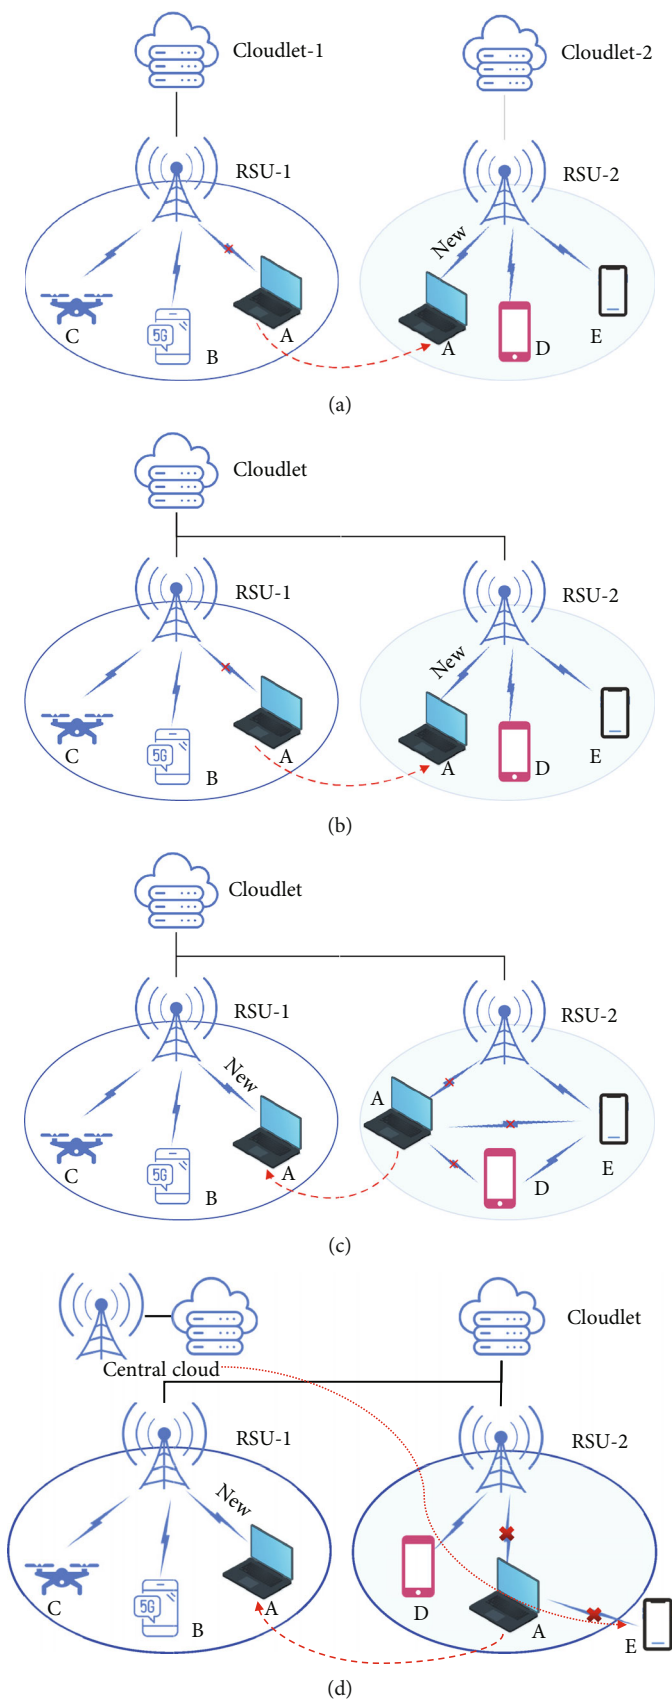 Cloudlet-1
Cloudlet-2
RSU-1
RSU-2
New
C
5G
B
A
A
D
E
(a)
Cloudlet
RSU-1
RSU-2
New
C
5G
B
A
A
D
E
(b)
Cloudlet
RSU-1
RSU-2
New
A
C
5G
B
A
D
E
(c)
Central cloud
Cloudlet
RSU-1
RSU-2
New
C
5G
B
A
D
A
E
(d)